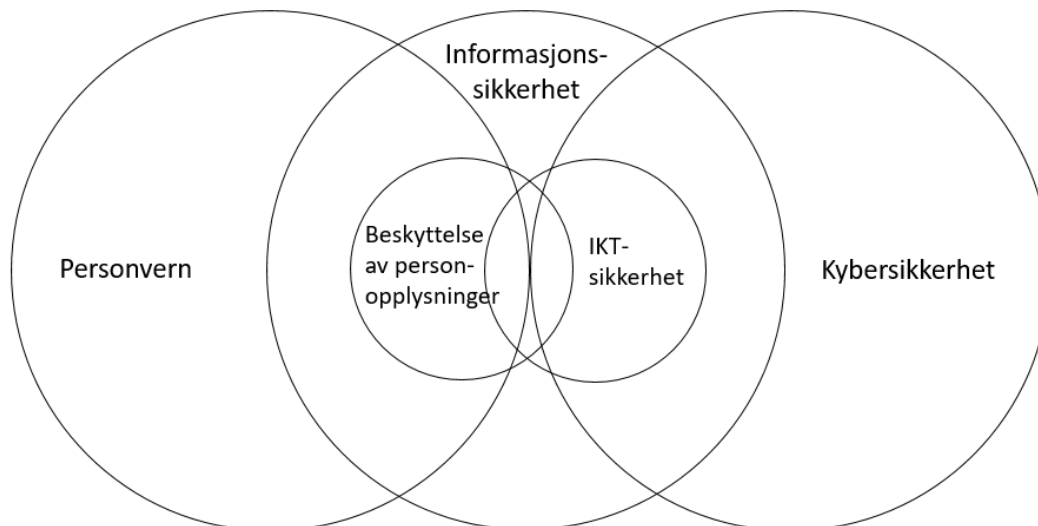 Informasjons-
sikkerhet
Personvern
Beskyttelse
av person-
opplysninger
IKT-
sikkerhet
Kybersikkerhet